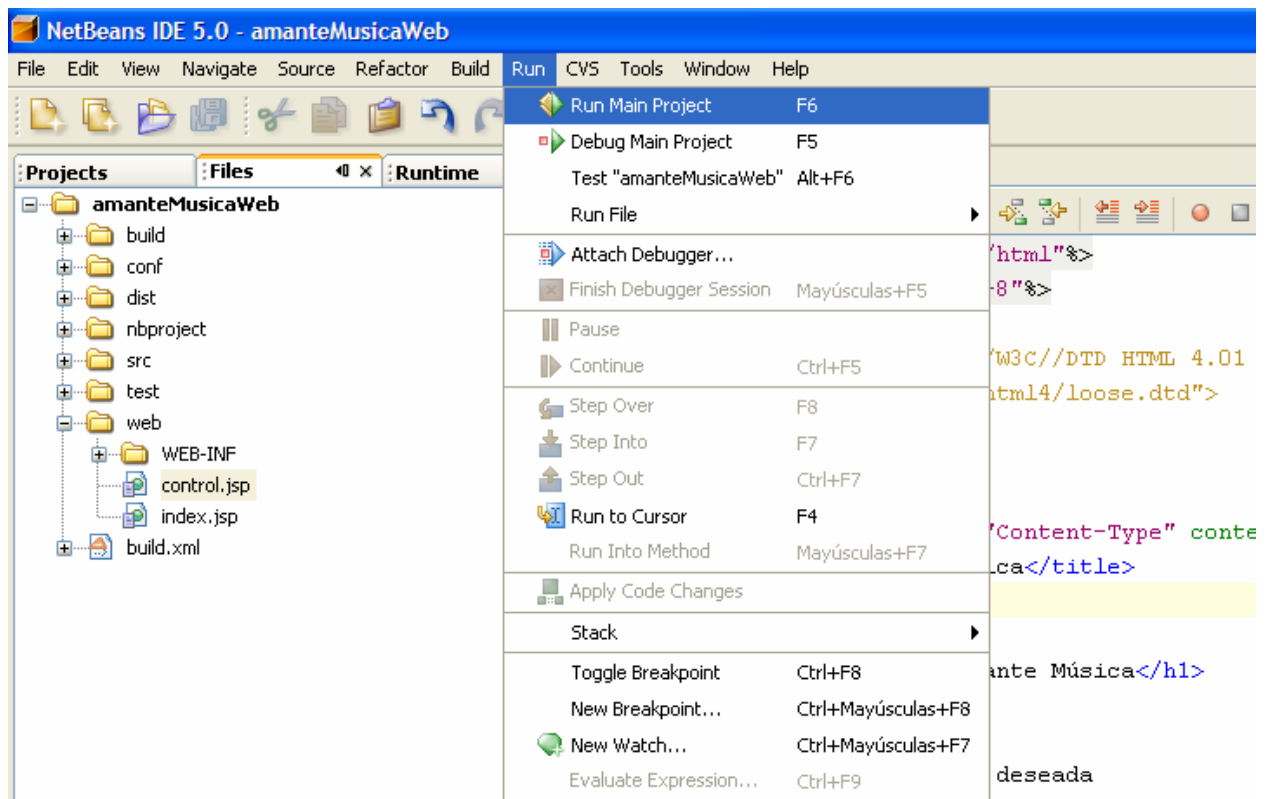 NetBeans IDE 5.0 - amanteMusicaWeb
File Edit View Navigate Source Refactor Build Run CVS Tools Window Help
Projects Files Runtime
amanteMusicaWeb
build
conf
dist
nbproject
src
test
web
WEB-INF
control.jsp
index.jsp
build.xml
Run Main Project F6
Debug Main Project F5
Test "amanteMusicaWeb" Alt+F6
Run File
Attach Debugger...
Finish Debugger Session Mayúsculas+F5
Pause
Continue Ctrl+F5
Step Over F8
Step Into F7
Step Out Ctrl+F7
Run to Cursor F4
Run Into Method Mayúsculas+F7
Apply Code Changes
Stack
Toggle Breakpoint Ctrl+F8
New Breakpoint... Ctrl+Mayúsculas+F8
New Watch... Ctrl+Mayúsculas+F7
Evaluate Expression... Ctrl+F9
/html"%>
-8"%>
/W3C//DTD HTML 4.01
html4/loose.dtd">
"Content-Type" conte
ca</title>
ante Música</h1>
deseada